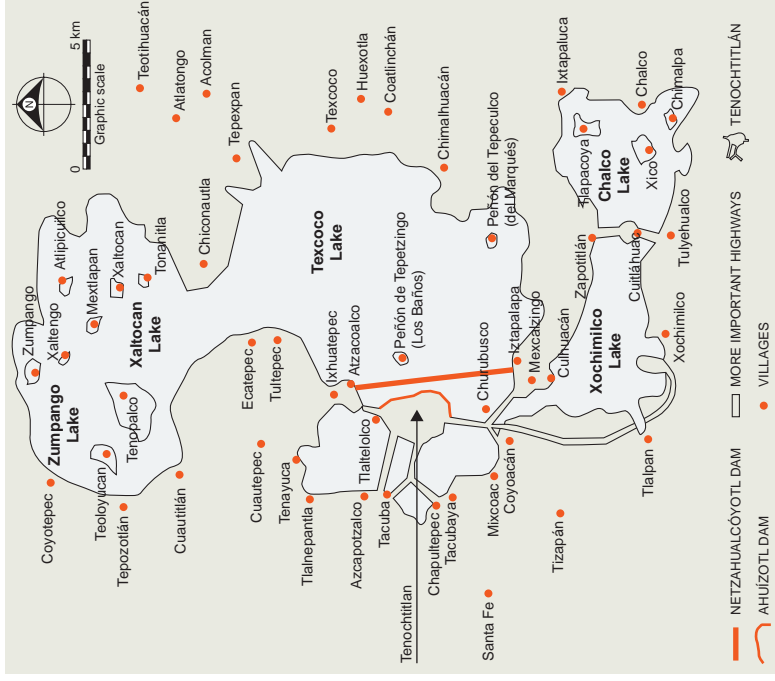 Coyotepec
Zumpango
Xaltengo
Atlipicuilco
Mextlapan
Xaltocan
Tonanitla
Zumpango
Lake
Teoloyucan
Tenopalco
Xaltocan
Lake
Tepozotlán
Cuautitlán
Chiconautla
N
0
5 km
Graphic scale
Teotihuacán
Atlatongo
Acolman
Tepexpan
Ecatepec
Tultepec
Cuautepec
Tenayuca
Tlalnepantla
Ixhuatepec
Atzacoalco
Texcoco
Lake
Texcoco
Huexotla
Coatlinchán
Chimalhuacán
Azcapotzalco
Tacuba
Tlaltelolco
Peñón de Tepetzingo
(Los Baños)
Tenochtitlan
Chapultepec
Tacubaya
Peñón del Tepeculco
(del Marqués)
Santa Fe
Mixcoac
Coyoacán
Churubusco
Iztapalapa
Mexcalzingo
Culhuacán
Tizapán
Zapotitlán
Cuitláhuac
Xochimilco
Lake
Tlalpan
Xochimilco
Tulyehualco
Ixtapaluca
Tlapacoya
Chalco
Lake
Xico
Chalco
Chimalpa
NETZAHUALCÓYOTL DAM
AHUÍZOTL DAM
MORE IMPORTANT HIGHWAYS
VILLAGES
TENOCHTITLÁN